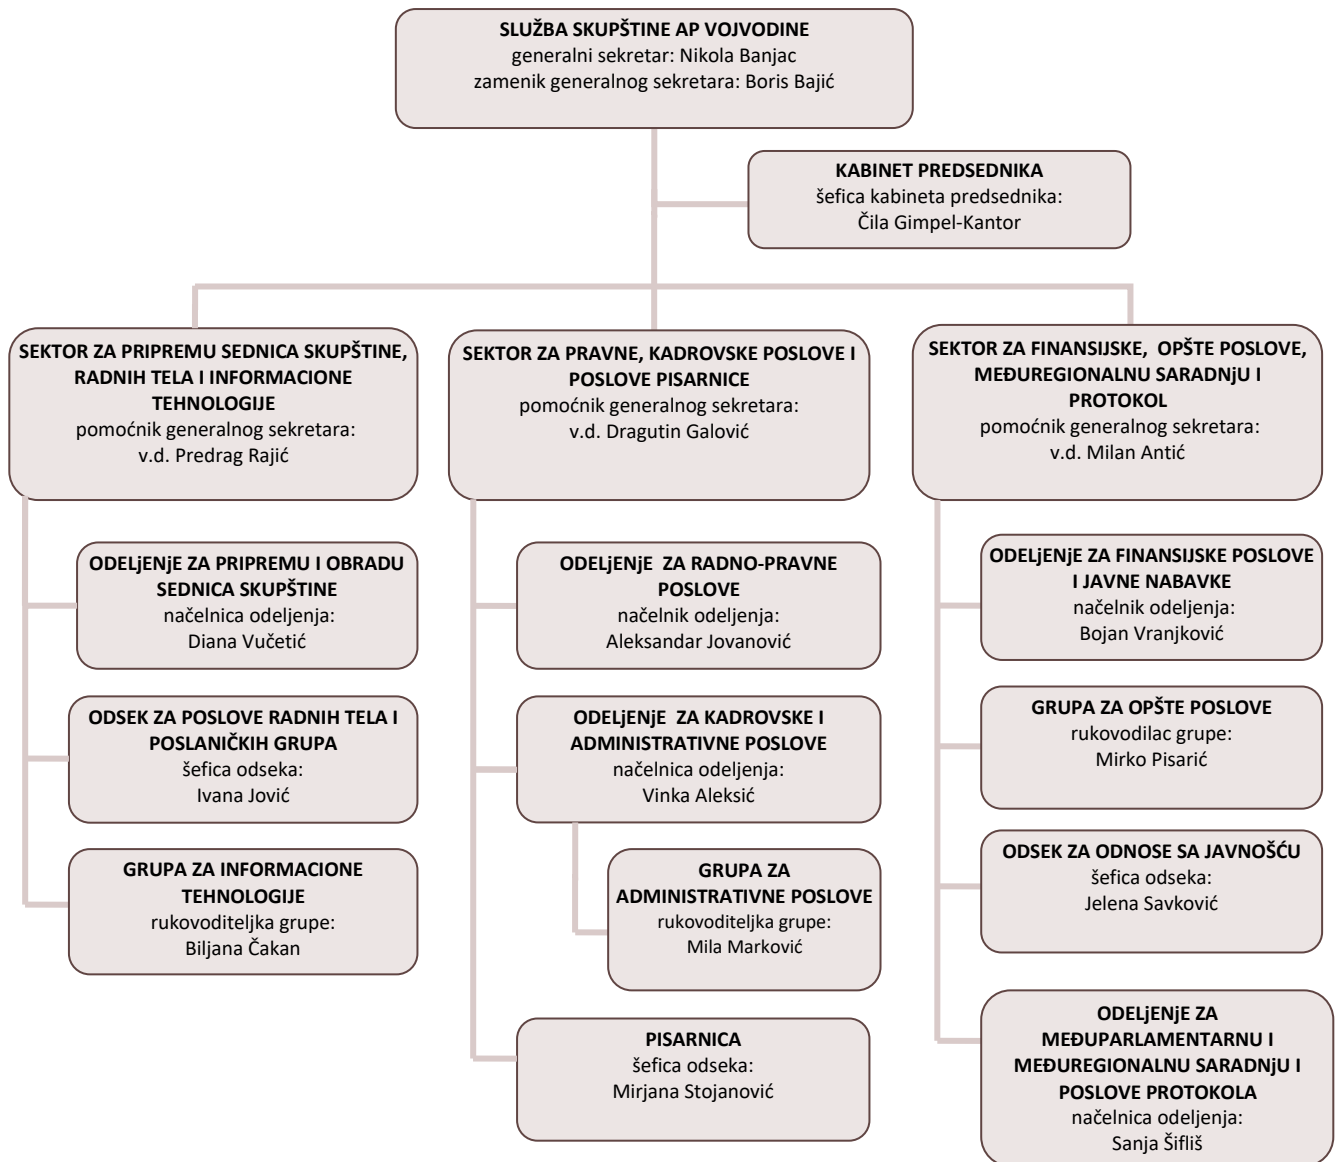 SLUŽBA SKUPŠTINE AP VOJVODINE
generalni sekretar: Nikola Banjac
zamenik generalnog sekretara: Boris Bajić
KABINET PREDSEDNIKA
šefica kabineta predsednika:
Čila Gimpel-Kantor
SEKTOR ZA PRIPREMU SEDNICA SKUPŠTINE,
RADNIH TELA I INFORMACIONE
TEHNOLOGIJE
pomoćnik generalnog sekretara:
v.d. Predrag Rajić
ODELjENjE ZA PRIPREMU I OBRADU
SEDNICA SKUPŠTINE
načelnica odeljenja:
Diana Vučetić
ODSEK ZA POSLOVE RADNIH TELA I
POSLANIČKIH GRUPA
šefica odseka:
Ivana Jović
GRUPA ZA INFORMACIONE
TEHNOLOGIJE
rukovoditeljka grupe:
Biljana Čakan
SEKTOR ZA PRAVNE, KADROVSKE POSLOVE I
POSLOVE PISARNICE
pomoćnik generalnog sekretara:
v.d. Dragutin Galović
ODELjENjE ZA RADNO-PRAVNE
POSLOVE
načelnik odeljenja:
Aleksandar Jovanović
ODELjENjE ZA KADROVSKE I
ADMINISTRATIVNE POSLOVE
načelnica odeljenja:
Vinka Aleksić
GRUPA ZA
ADMINISTRATIVNE POSLOVE
rukovoditeljka grupe:
Mila Marković
PISARNICA
šefica odseka:
Mirjana Stojanović
SEKTOR ZA FINANSIJSKE, OPŠTE POSLOVE,
MEĐUREGIONALNU SARADNjU I
PROTOKOL
pomoćnik generalnog sekretara:
v.d. Milan Antić
ODELjENjE ZA FINANSIJSKE POSLOVE
I JAVNE NABAVKE
načelnik odeljenja:
Bojan Vranjković
GRUPA ZA OPŠTE POSLOVE
rukovodilac grupe:
Mirko Pisarić
ODSEK ZA ODNOSE SA JAVNOŠĆU
šefica odseka:
Jelena Savković
ODELjENjE ZA
MEĐUPARLAMENTARNU I
MEĐUREGIONALNU SARADNjU I
POSLOVE PROTOKOLA
načelnica odeljenja:
Sanja Šifliš